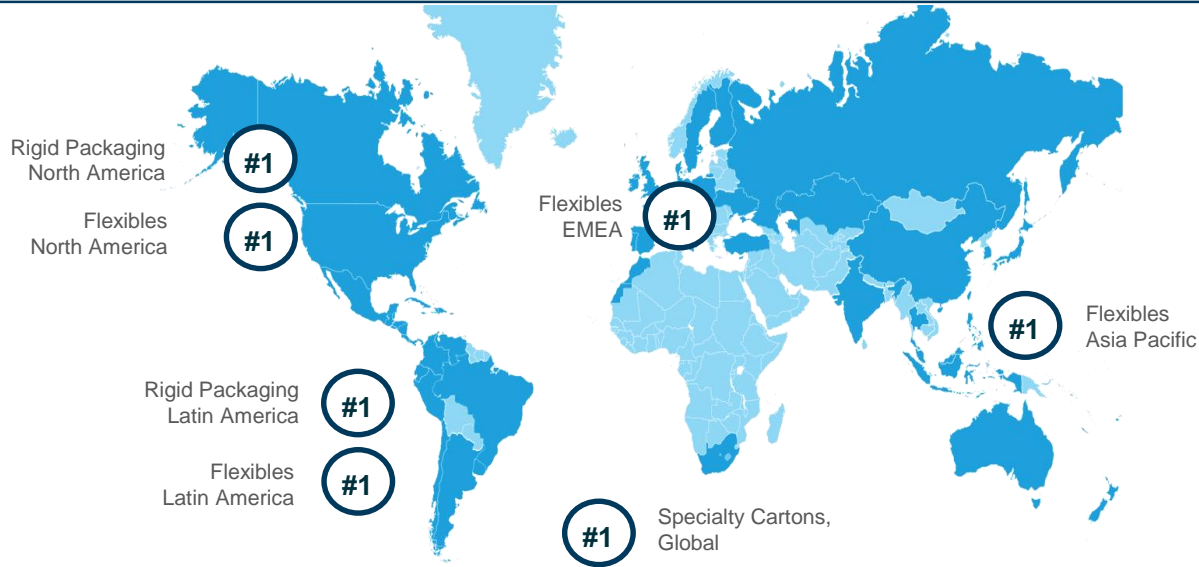 Rigid Packaging
North America
#1
Flexibles
North America
#1
Flexibles
EMEA
#1
#1
Flexibles
Asia Pacific
Rigid Packaging
Latin America
#1
Flexibles
Latin America
#1
#1
Specialty Cartons,
Global